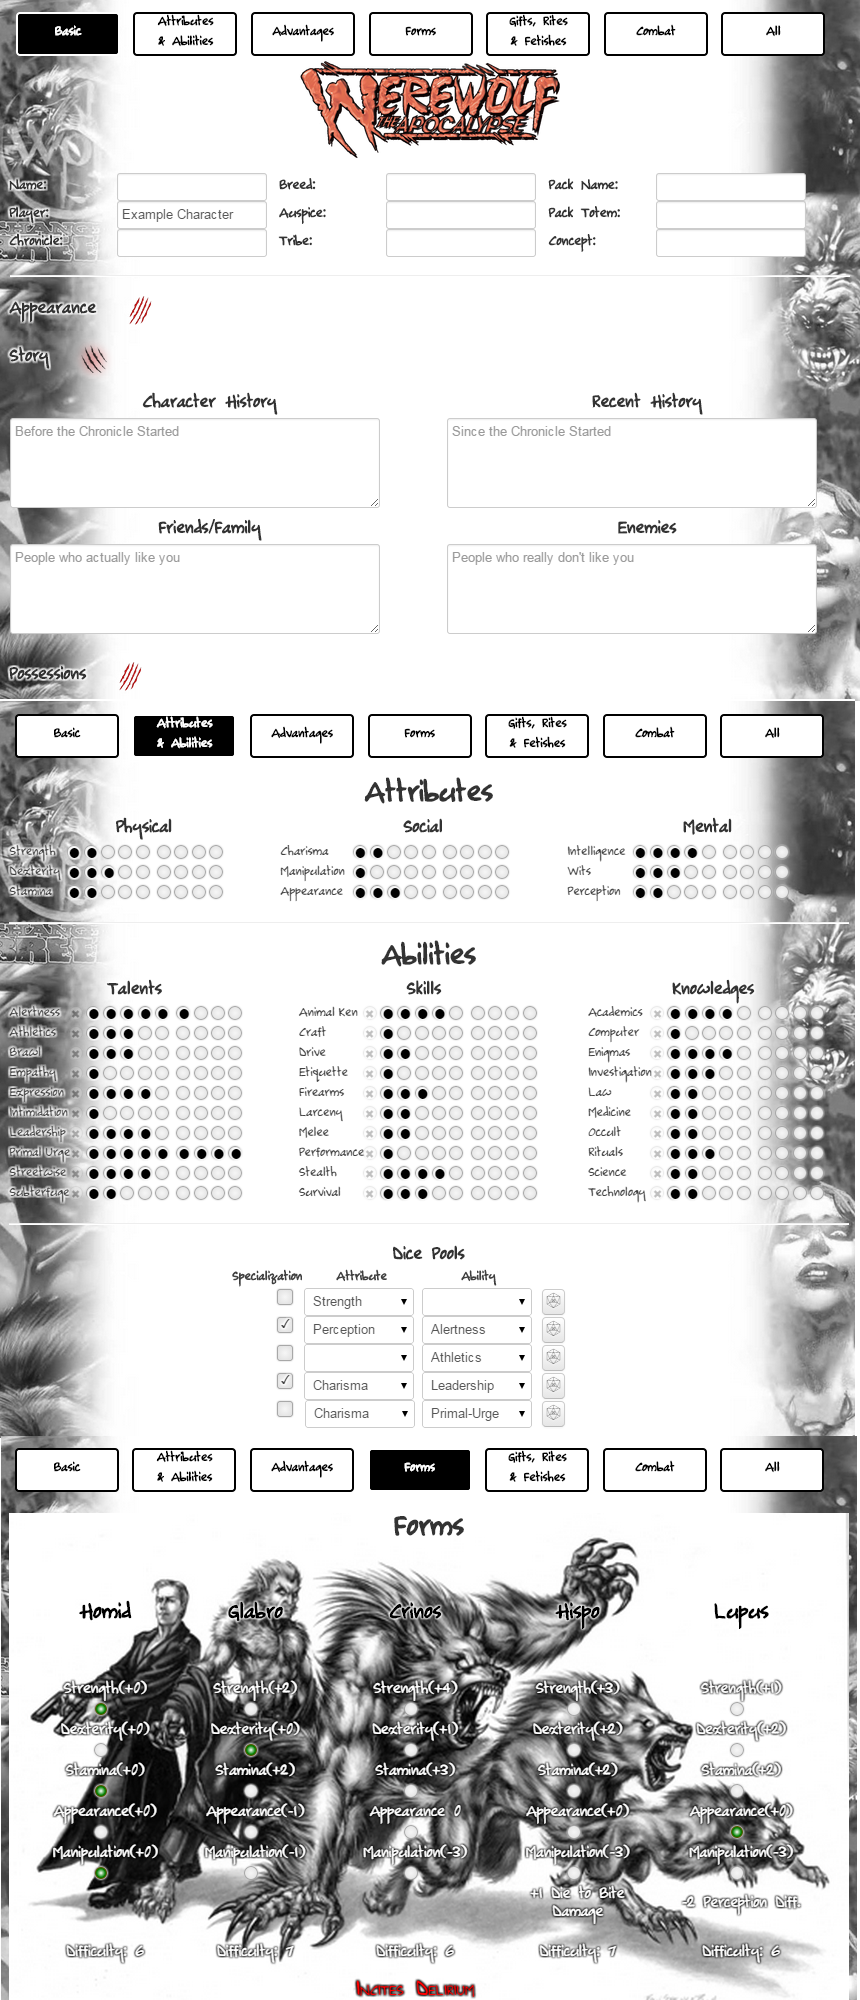 Basic
Attributes & Abilities
Advantages
Forms
Gifts, Rites & Fetishes
Combat
All
WEREWOLF
THE APOCALYPSE
Name: Breed: Pack Name:
Player: Example Character Auspice: Pack Totem:
Chronicle: Tribe: Concept:
Appearance
Story
Character History Recent History
Before the Chronicle Started Since the Chronicle Started
Friends/Family Enemies
People who actually like you People who really don't like you
Possessions
Basic
Attributes & Abilities
Advantages
Forms
Gifts, Rites & Fetishes
Combat
All
Attributes
Physical Social Mental
Strength Charisma Intelligence
Dexterity Manipulation Wits
Stamina Appearance Perception
Abilities
Talents Skills Knowledges
Alertness Animal Ken Academics
Athletics Craft Computer
Brawl Drive Enigmas
Empathy Etiquette Investigation
Expression Firearms Law
Intimidation Larceny Medicine
Leadership Melee Occult
Primal Urge Performance Rituals
Streetwise Stealth Science
Subterfuge Survival Technology
Dice Pools
Specialization Attribute Ability
Strength
Perception Alertness
Athletics
Charisma Leadership
Charisma Primal-Urge
Basic
Attributes & Abilities
Advantages
Forms
Gifts, Rites & Fetishes
Combat
All
Forms
Homid Glabro Crinos Hispo Lupus
Strength(+0) Strength(+2) Strength(+4) Strength(+3) Strength(+1)
Dexterity(+0) Dexterity(+0) Dexterity(+1) Dexterity(+2) Dexterity(+2)
Stamina(+0) Stamina(+2) Stamina(+3) Stamina(+2) Stamina(+2)
Appearance(+0) Appearance(-1) Appearance 0 Appearance(+0) Appearance(+0)
Manipulation(+0) Manipulation(-1) Manipulation(-3) Manipulation(-3) Manipulation(-3)
+1 Die to Bite Damage -2 Perception Diff.
Difficulty: 6 Difficulty: 7 Difficulty: 6 Difficulty: 7 Difficulty: 6
Incites Delirium